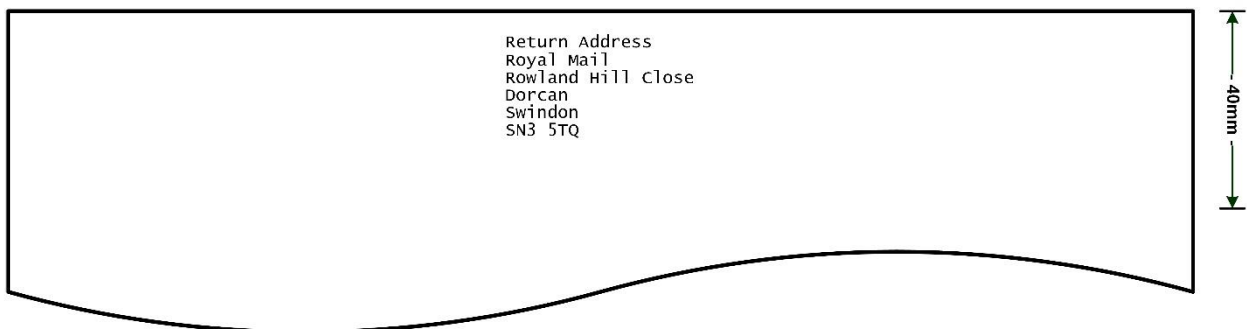 Return Address
Royal Mail
Rowland Hill Close
Dorcan
Swindon
SN3 5TQ
40mm